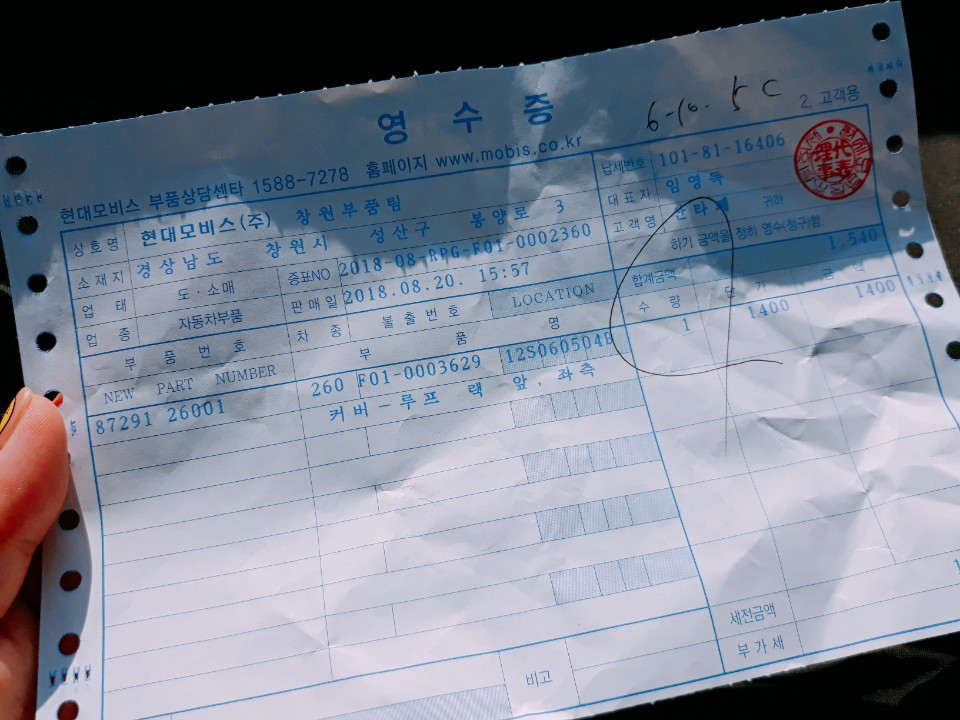 영수증
6-10. 5 C
2. 고객용
현대모비스 부품상담센타 1588-7278 홈페이지 www.mobis.co.kr
납세번호 101-81-16406
상호명 현대모비스(주) 창원부품팀
대표자 임영득
소재지 경상남도 창원시 성산구 봉양로 3
고객명 싼타페 귀하
업태 도·소매 증표NO 2018-08-RPG-F01-0002360
하기 금액을 정히 영수(청구)함.
업종 자동차부품 판매일 2018.08.20. 15:57
합계금액 1,540
부품번호 차종 불출번호 LOCATION
수량 단가 금액
NEW PART NUMBER 부품명
87291 26001 260 F01-0003629 12S060504B 1 1400 1400
커버-루프 랙 앞,좌측
세전금액
비고 부가세